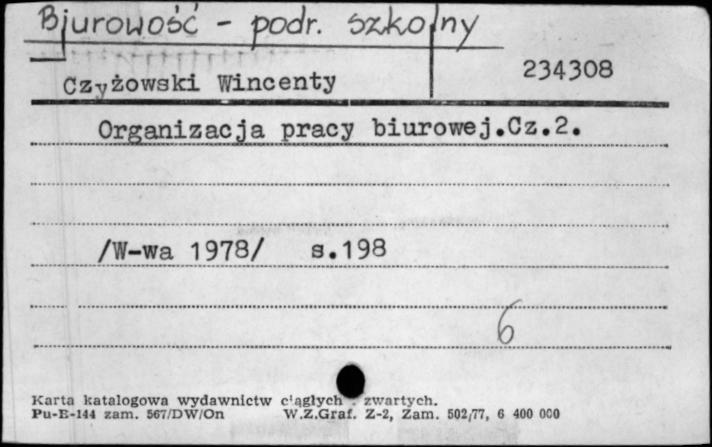 Biurowość - podr. szkolny
Czyżowski Wincenty
234308
Organizacja pracy biurowej.Cz.2.
/W-wa 1978/ s.198
6
Karta katalogowa wydawnictw ciągłych . zwartych.
Pu-E-144 zam. 567/DW/On W.Z.Graf. Z-2, Zam. 502/77, 6 400 000